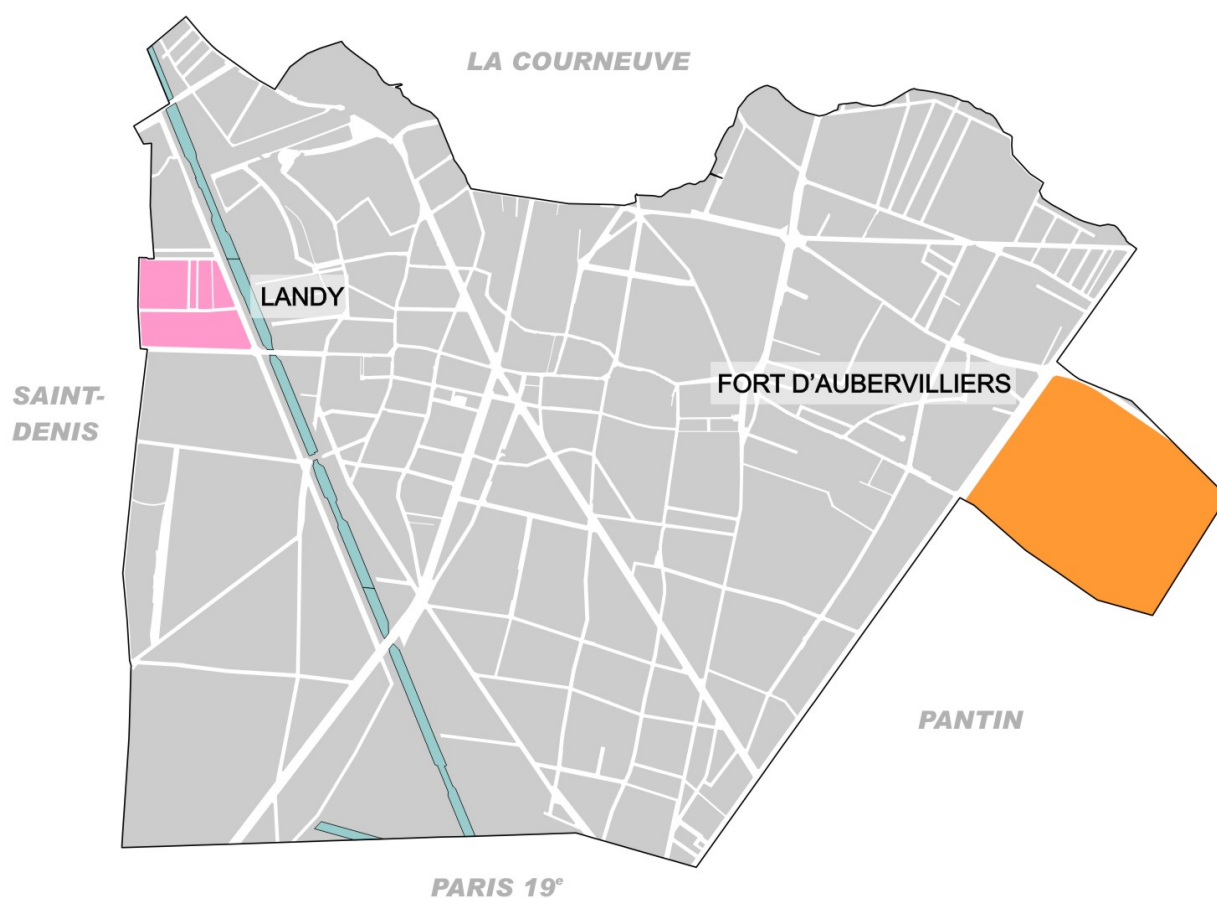 LA COURNEUVE
LANDY
FORT D'AUBERVILLIERS
SAINT-
DENIS
PANTIN
PARIS 19e